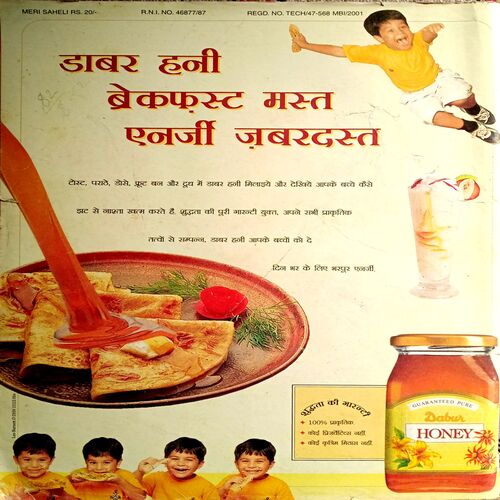 MERI SAHELI RS. 20/-. R.N.I. NO. 46877/87 REGD. NO. TECH/47-568 MBI/2001
डाबर हनी
ब्रेकफ़स्ट मस्त
एनर्जी ज़बरदस्त
टोस्ट, पराठे, डोसे, फ्रूट बन और दूध में डाबर हनी मिलाइये और देखिये आपके बच्चे कैसे
झट से नाश्ता खत्म करते हैं. शुद्धता की पूरी गारन्टी युक्त, अपने सभी प्राकृतिक
तत्वों से सम्पन्न, डाबर हनी आपके बच्चों को दे
दिन भर के लिए भरपूर एनर्जी.
शुद्धता की गारन्टी
• 100% प्राकृतिक
• कोई प्रिज़र्वेटिव्स नहीं
• कोई कृत्रिम मिठास नहीं
GUARANTEED PURE
Dabur
HONEY